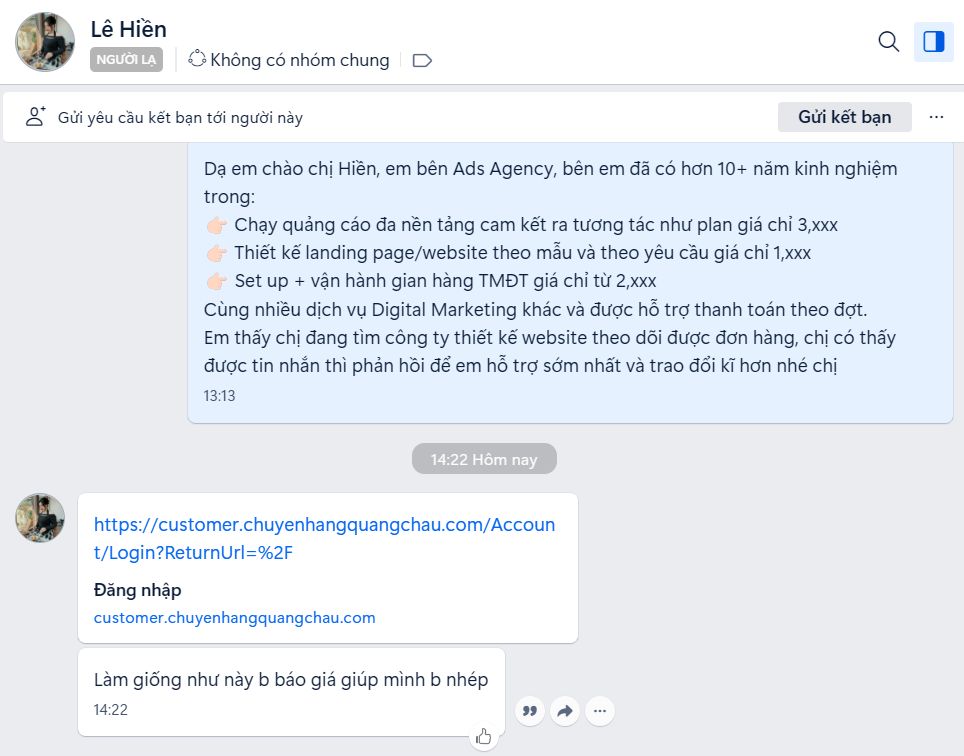 Lê Hiền
NGƯỜI LẠ
Không có nhóm chung
Gửi yêu cầu kết bạn tới người này
Gửi kết bạn
Dạ em chào chị Hiền, em bên Ads Agency, bên em đã có hơn 10+ năm kinh nghiệm
trong:
👉🏻 Chạy quảng cáo đa nền tảng cam kết ra tương tác như plan giá chỉ 3,xxx
👉🏻 Thiết kế landing page/website theo mẫu và theo yêu cầu giá chỉ 1,xxx
👉🏻 Set up + vận hành gian hàng TMĐT giá chỉ từ 2,xxx
Cùng nhiều dịch vụ Digital Marketing khác và được hỗ trợ thanh toán theo đợt.
Em thấy chị đang tìm công ty thiết kế website theo dõi được đơn hàng, chị có thấy
được tin nhắn thì phản hồi để em hỗ trợ sớm nhất và trao đổi kĩ hơn nhé chị
13:13
14:22 Hôm nay
https://customer.chuyenhangquangchau.com/Accoun
t/Login?ReturnUrl=%2F
Đăng nhập
customer.chuyenhangquangchau.com
Làm giống như này b báo giá giúp mình b nhép
14:22